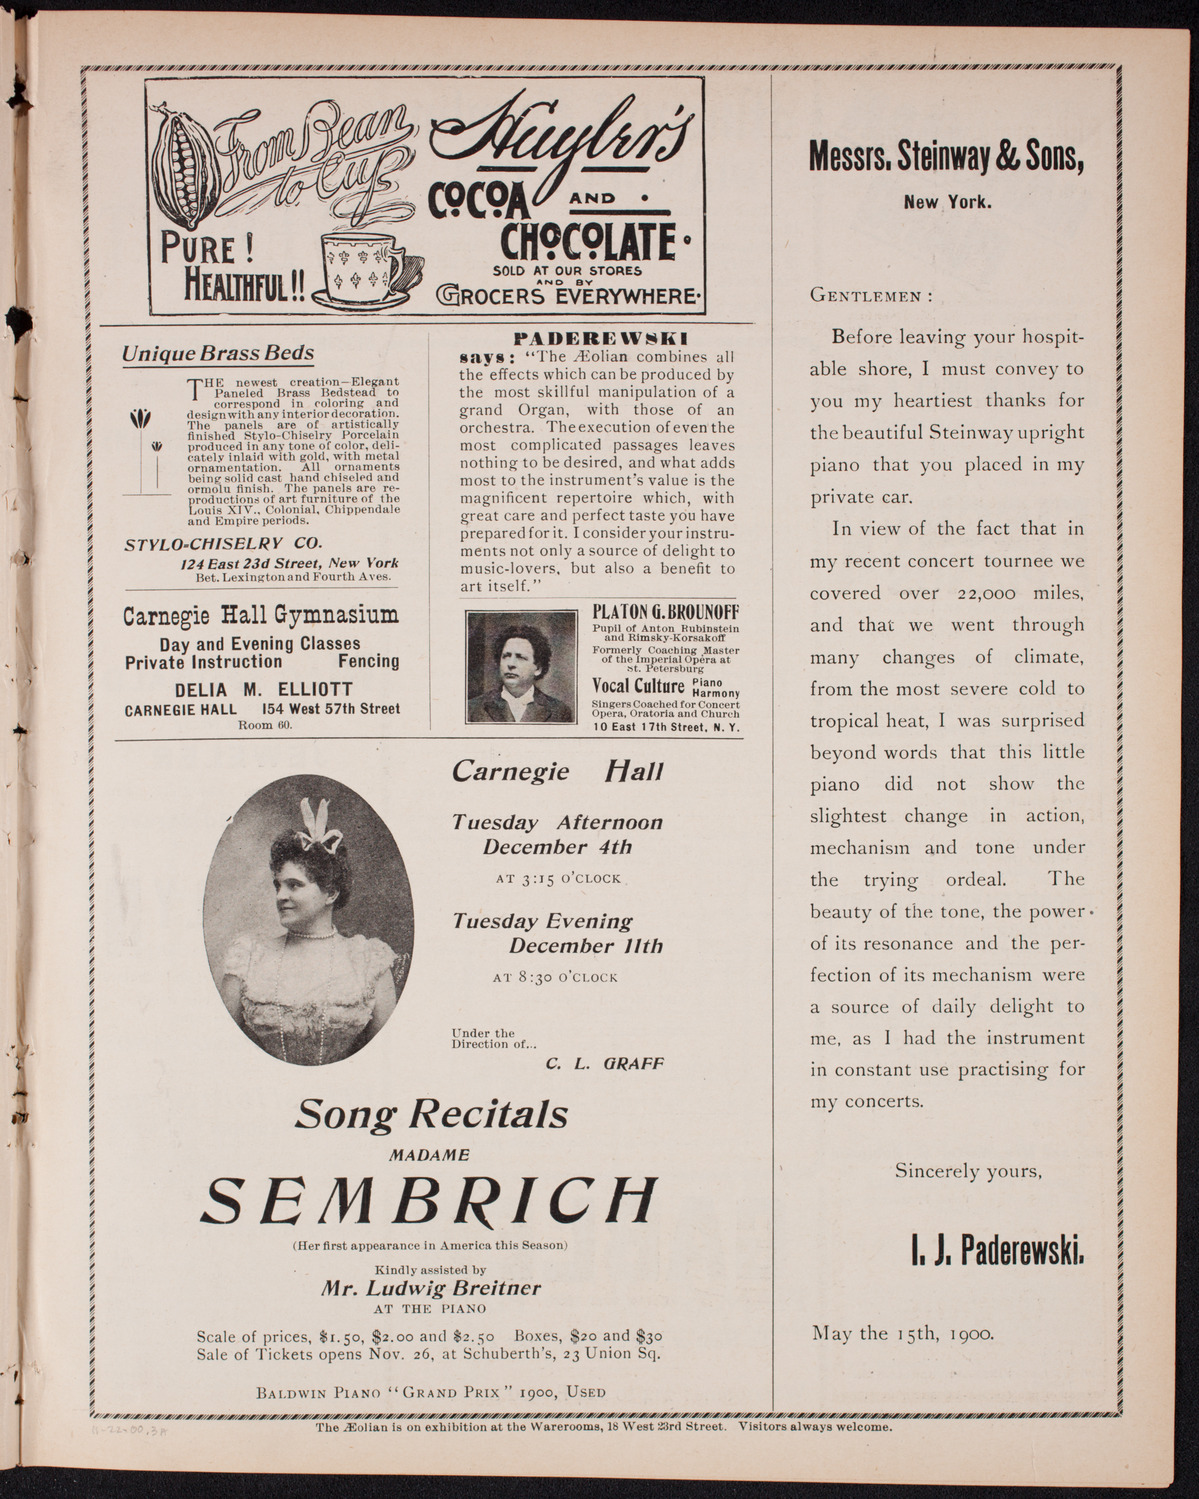 From Bean
to Cup
PURE!
HEALTHFUL!!
Huyler's
COCOA AND
CHOCOLATE.
SOLD AT OUR STORES
AND BY
GROCERS EVERYWHERE.
Unique Brass Beds
THE newest creation—Elegant
Paneled Brass Bedstead to
correspond in coloring and
design with any interior decoration.
The panels are of artistically
finished Stylo-Chiselry Porcelain
produced in any tone of color, deli-
cately inlaid with gold, with metal
ornamentation. All ornaments
being solid cast hand chiseled and
ormolu finish. The panels are re-
productions of art furniture of the
Louis XIV., Colonial, Chippendale
and Empire periods.
STYLO-CHISELRY CO.
124 East 23d Street, New York
Bet. Lexington and Fourth Aves.
Carnegie Hall Gymnasium
Day and Evening Classes
Private Instruction Fencing
DELIA M. ELLIOTT
CARNEGIE HALL 154 West 57th Street
Room 60.
PADEREWSKI
says: "The Æolian combines all
the effects which can be produced by
the most skillful manipulation of a
grand Organ, with those of an
orchestra. The execution of even the
most complicated passages leaves
nothing to be desired, and what adds
most to the instrument's value is the
magnificent repertoire which, with
great care and perfect taste you have
prepared for it. I consider your instru-
ments not only a source of delight to
music-lovers, but also a benefit to
art itself."
PLATON G. BROUNOFF
Pupil of Anton Rubinstein
and Rimsky-Korsakoff
Formerly Coaching Master
of the Imperial Opera at
St. Petersburg
Vocal Culture Piano
Harmony
Singers Coached for Concert
Opera, Oratoria and Church
10 East 17th Street, N. Y.
Carnegie Hall
Tuesday Afternoon
December 4th
AT 3:15 O'CLOCK
Tuesday Evening
December 11th
AT 8:30 O'CLOCK
Under the
Direction of...
C. L. GRAFF
Song Recitals
MADAME
SEMBRICH
(Her first appearance in America this Season)
Kindly assisted by
Mr. Ludwig Breitner
AT THE PIANO
Scale of prices, $1.50, $2.00 and $2.50 Boxes, $20 and $30
Sale of Tickets opens Nov. 26, at Schuberth's, 23 Union Sq.
BALDWIN PIANO "GRAND PRIX" 1900, USED
Messrs. Steinway & Sons,
New York.
GENTLEMEN:
Before leaving your hospit-
able shore, I must convey to
you my heartiest thanks for
the beautiful Steinway upright
piano that you placed in my
private car.
In view of the fact that in
my recent concert tournee we
covered over 22,000 miles,
and that we went through
many changes of climate,
from the most severe cold to
tropical heat, I was surprised
beyond words that this little
piano did not show the
slightest change in action,
mechanism and tone under
the trying ordeal. The
beauty of the tone, the power
of its resonance and the per-
fection of its mechanism were
a source of daily delight to
me, as I had the instrument
in constant use practising for
my concerts.
Sincerely yours,
I. J. Paderewski.
May the 15th, 1900.
The Æolian is on exhibition at the Warerooms, 18 West 23rd Street. Visitors always welcome.
11-22-00.3A